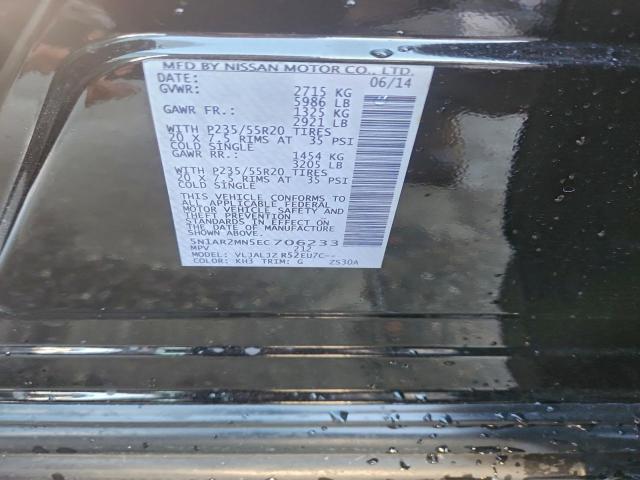 MFD BY NISSAN MOTOR CO., LTD.
DATE: 06/14
GVWR: 2715 KG
5986 LB
GAWR FR.: 1325 KG
2921 LB
WITH P235/55R20 TIRES
20 X 7.5 RIMS AT 35 PSI
COLD SINGLE
GAWR RR.: 1454 KG
3205 LB
WITH P235/55R20 TIRES
20 X 7.5 RIMS AT 35 PSI
COLD SINGLE
THIS VEHICLE CONFORMS TO
ALL APPLICABLE FEDERAL
MOTOR VEHICLE SAFETY AND
THEFT PREVENTION
STANDARDS IN EFFECT ON
THE DATE OF MANUFACTURE
SHOWN ABOVE.
5N1AR2MN5EC706233
MPV 212
MODEL: VLJALJZ R52EU7C--
COLOR: KH3 TRIM: G ZS30A